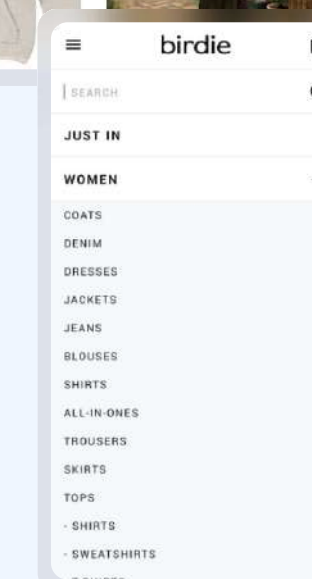 birdie
SEARCH
JUST IN
WOMEN
COATS
DENIM
DRESSES
JACKETS
JEANS
BLOUSES
SHIRTS
ALL-IN-ONES
TROUSERS
SKIRTS
TOPS
- SHIRTS
- SWEATSHIRTS